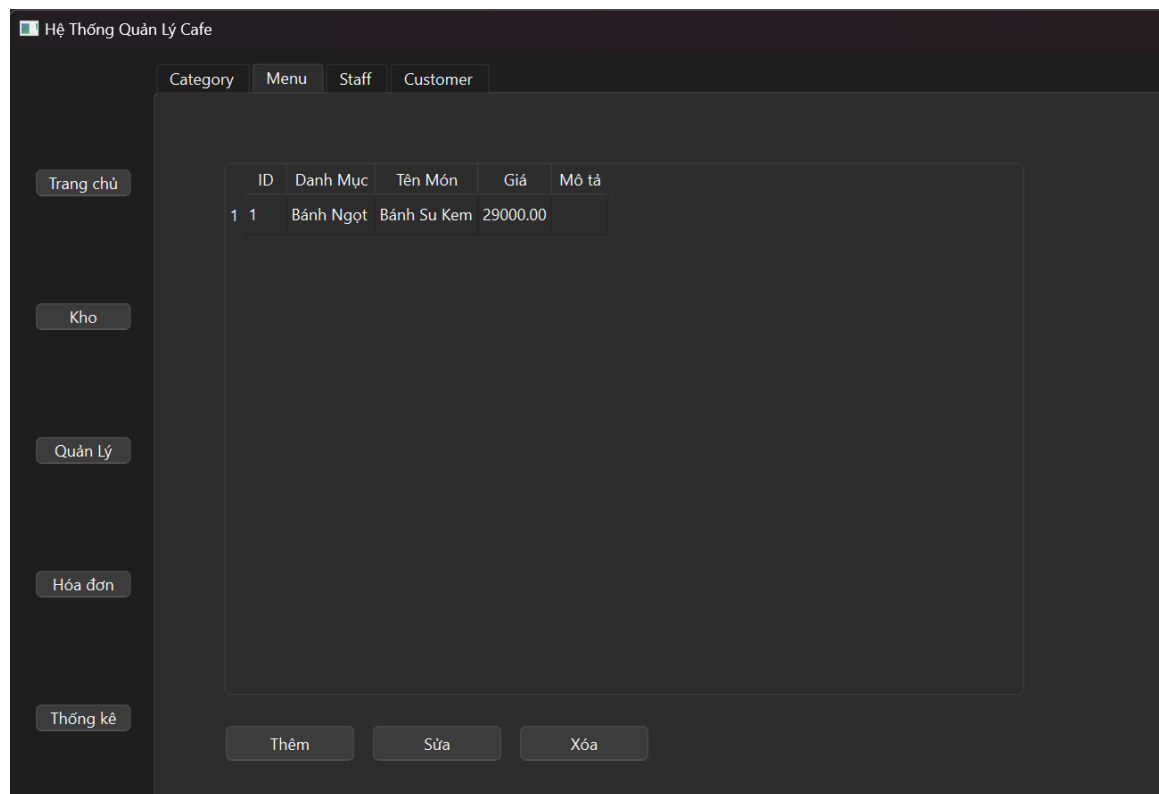 Hệ Thống Quản Lý Cafe
Category Menu Staff Customer
Trang chủ
Kho
Quản Lý
Hóa đơn
Thống kê
ID Danh Mục Tên Món Giá Mô tả
1 1 Bánh Ngọt Bánh Su Kem 29000.00
Thêm Sửa Xóa